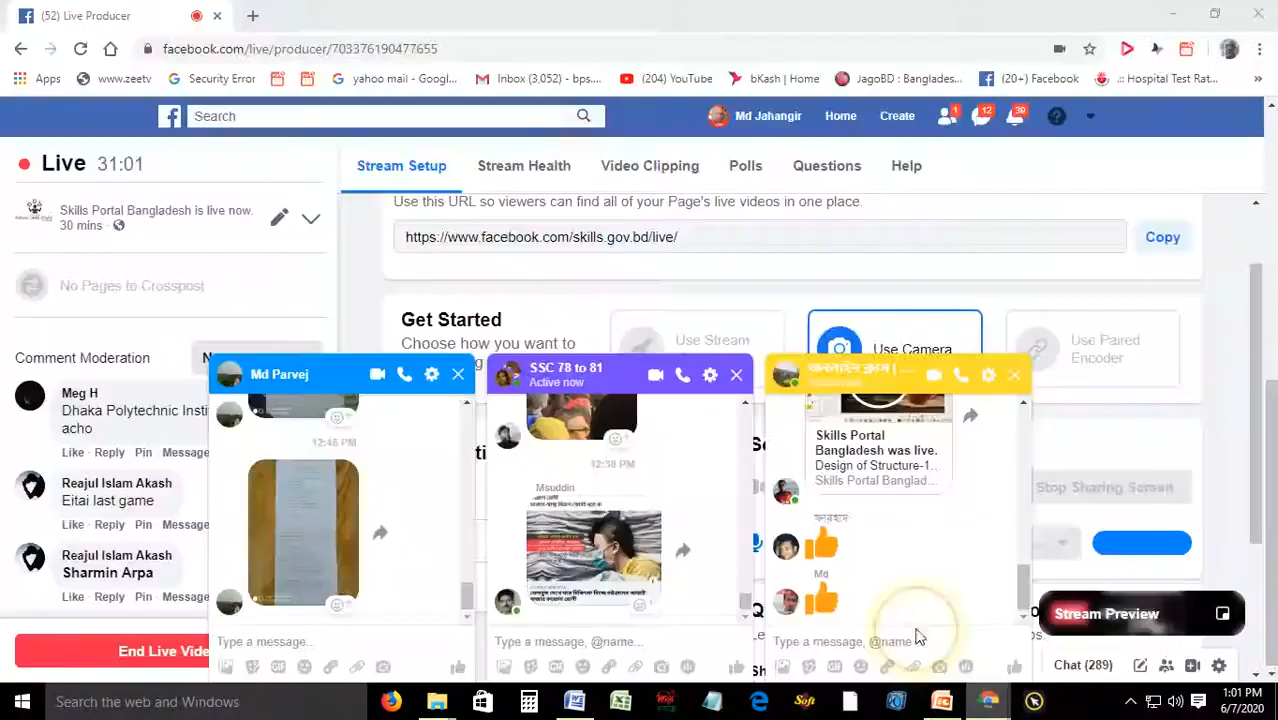 (52) Live Producer
facebook.com/live/producer/703376190477655
Apps
www.zeetv
Security Error
yahoo mail - Googl...
Inbox (3,052) - bps....
(204) YouTube
bKash | Home
JagoBD : Banglades...
(20+) Facebook
.:: Hospital Test Rat...
Search
Md Jahangir
Home
Create
1
12
39
Live 31:01
Stream Setup
Stream Health
Video Clipping
Polls
Questions
Help
Skills Portal Bangladesh is live now.
30 mins
Use this URL so viewers can find all of your Page's live videos in one place.
https://www.facebook.com/skills.gov.bd/live/
Copy
No Pages to Crosspost
Get Started
Choose how you want to
Use Stream
Use Camera
Use Paired
Encoder
Comment Moderation
Meg H
Dhaka Polytechnic Insti
acho
Like · Reply Pin Message
Reajul Islam Akash
Eitai last game
Like · Reply Pin Message
Reajul Islam Akash
Sharmin Arpa
Like · Reply Pin Message
End Live Vide
Md Parvej
12:46 PM
Type a message...
SSC 78 to 81
Active now
12:38 PM
Msuddin
Type a message, @name...
Skills Portal
Bangladesh was live.
Design of Structure-1...
Skills Portal Banglad...
ফারহাদ
Md
Type a message, @name
Stop Sharing Screen
Stream Preview
Chat (289)
Search the web and Windows
1:01 PM
6/7/2020